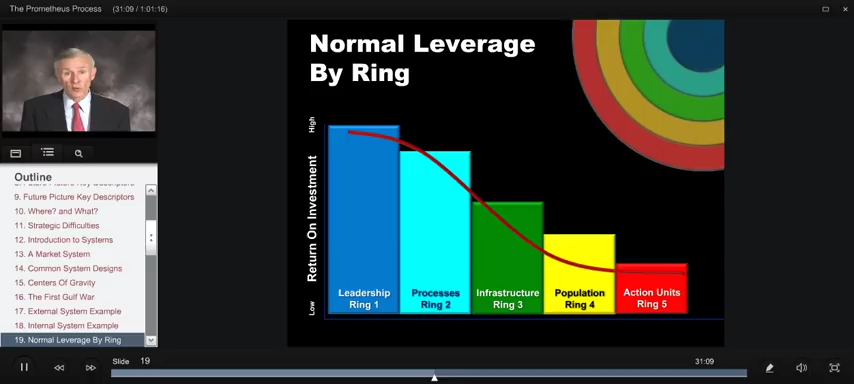 The Prometheus Process (31:09 / 1:01:16)
Outline
9. Future Picture Key Descriptors
10. Where? and What?
11. Strategic Difficulties
12. Introduction to Systems
13. A Market System
14. Common System Designs
15. Centers Of Gravity
16. The First Gulf War
17. External System Example
18. Internal System Example
19. Normal Leverage By Ring
Normal Leverage
By Ring
High
Return On Investment
Low
Leadership
Ring 1
Processes
Ring 2
Infrastructure
Ring 3
Population
Ring 4
Action Units
Ring 5
Slide 19
31:09